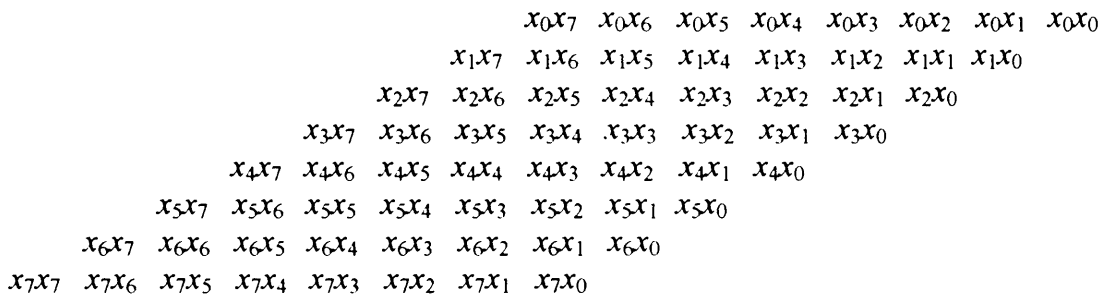 x₀x₇ x₀x₆ x₀x₅ x₀x₄ x₀x₃ x₀x₂ x₀x₁ x₀x₀
x₁x₇ x₁x₆ x₁x₅ x₁x₄ x₁x₃ x₁x₂ x₁x₁ x₁x₀
x₂x₇ x₂x₆ x₂x₅ x₂x₄ x₂x₃ x₂x₂ x₂x₁ x₂x₀
x₃x₇ x₃x₆ x₃x₅ x₃x₄ x₃x₃ x₃x₂ x₃x₁ x₃x₀
x₄x₇ x₄x₆ x₄x₅ x₄x₄ x₄x₃ x₄x₂ x₄x₁ x₄x₀
x₅x₇ x₅x₆ x₅x₅ x₅x₄ x₅x₃ x₅x₂ x₅x₁ x₅x₀
x₆x₇ x₆x₆ x₆x₅ x₆x₄ x₆x₃ x₆x₂ x₆x₁ x₆x₀
x₇x₇ x₇x₆ x₇x₅ x₇x₄ x₇x₃ x₇x₂ x₇x₁ x₇x₀